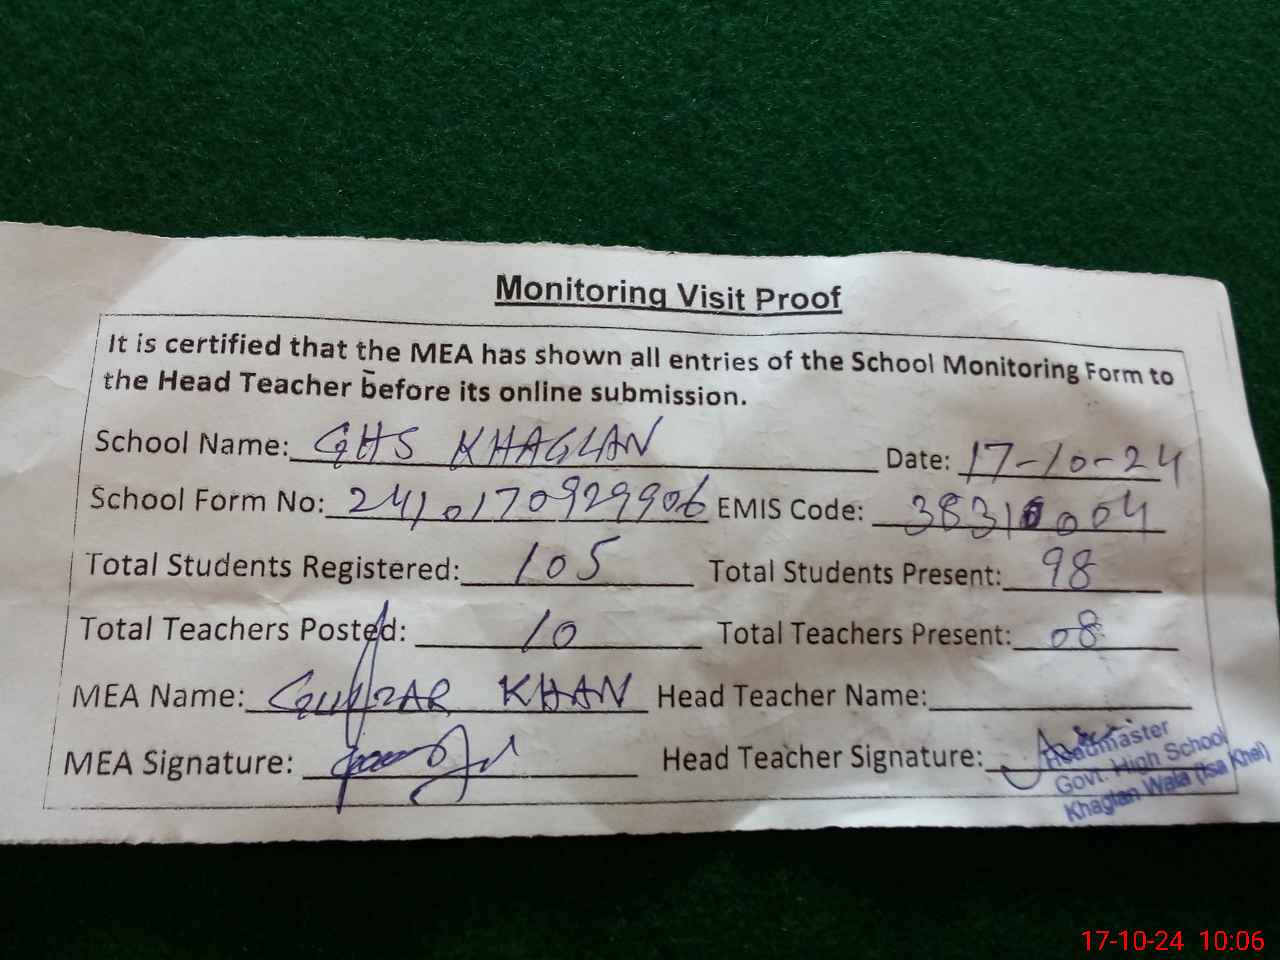 Monitoring Visit Proof
It is certified that the MEA has shown all entries of the School Monitoring Form to
the Head Teacher before its online submission.
School Name: GHS KHAGLAN Date: 17-10-24
School Form No: 2410170929906 EMIS Code: 38310004
Total Students Registered: 105 Total Students Present: 98
Total Teachers Posted: 10 Total Teachers Present: 08
MEA Name: GULZAR KHAN Head Teacher Name:
MEA Signature: Head Teacher Signature:
Headmaster
Govt. High School
Khaglan Wala (Isa Khel)
17-10-24 10:06